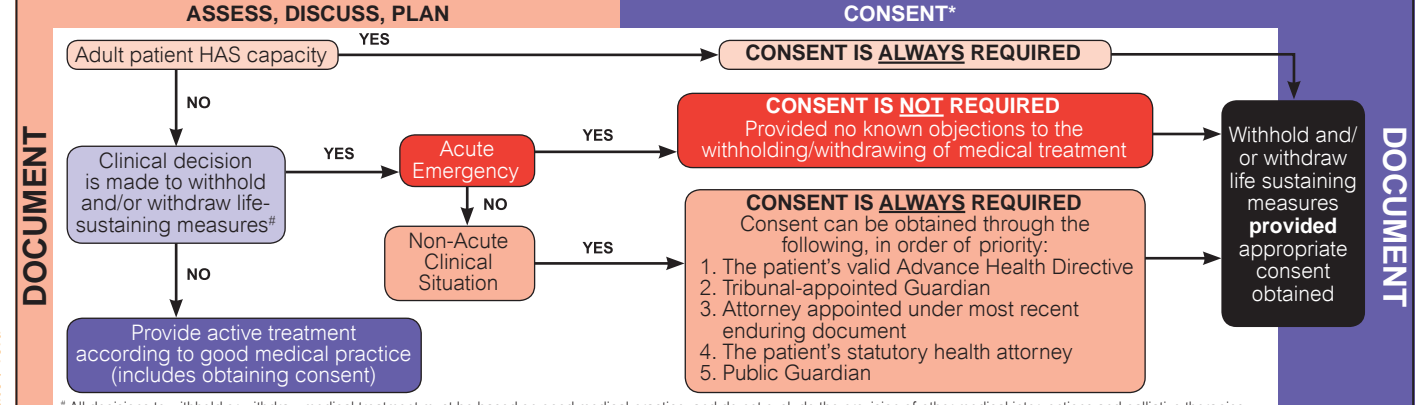 ASSESS, DISCUSS, PLAN
CONSENT*
DOCUMENT
Adult patient HAS capacity
YES
CONSENT IS ALWAYS REQUIRED
NO
Clinical decision
is made to withhold
and/or withdraw life-
sustaining measures#
YES
Acute
Emergency
YES
CONSENT IS NOT REQUIRED
Provided no known objections to the
withholding/withdrawing of medical treatment
NO
Non-Acute
Clinical
Situation
YES
CONSENT IS ALWAYS REQUIRED
Consent can be obtained through the
following, in order of priority:
1. The patient's valid Advance Health Directive
2. Tribunal-appointed Guardian
3. Attorney appointed under most recent
enduring document
4. The patient's statutory health attorney
5. Public Guardian
NO
Provide active treatment
according to good medical practice
(includes obtaining consent)
Withhold and/
or withdraw
life sustaining
measures
provided
appropriate
consent
obtained
DOCUMENT